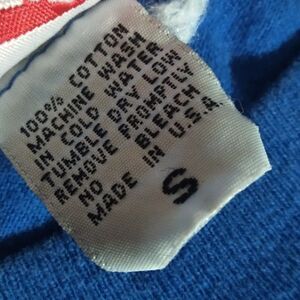 100% COTTON
MACHINE WASH
IN COLD WATER
TUMBLE DRY LOW
REMOVE PROMPTLY
NO BLEACH
MADE IN U.S.A.
S